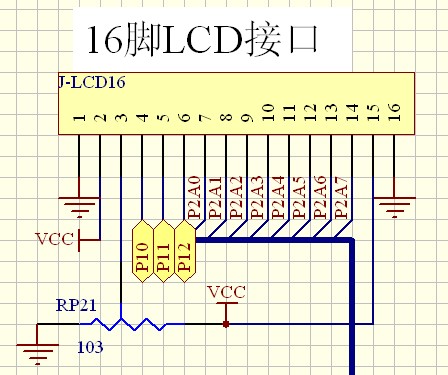 16脚LCD接口
J-LCD16
1 2 3 4 5 6 7 8 9 10 11 12 13 14 15 16
P2A0 P2A1 P2A2 P2A3 P2A4 P2A5 P2A6 P2A7
VCC
P10 P11 P12
VCC
RP21
103